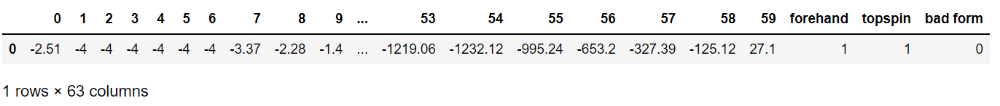 0 1 2 3 4 5 6 7 8 9 ... 53 54 55 56 57 58 59 forehand topspin bad form
0 -2.51 -4 -4 -4 -4 -4 -4 -3.37 -2.28 -1.4 ... -1219.06 -1232.12 -995.24 -653.2 -327.39 -125.12 27.1 1 1 0
1 rows × 63 columns